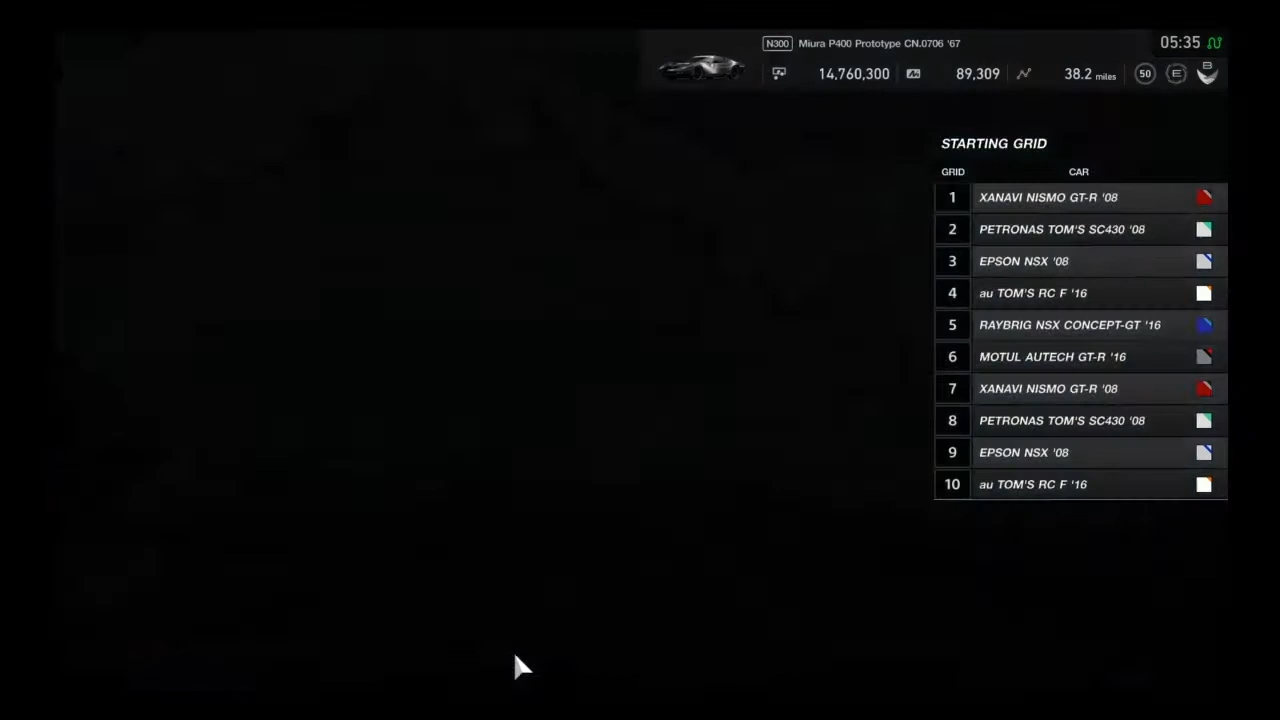 N300 Miura P400 Prototype CN.0706 '67 05:35
14,760,300 89,309 38.2 miles 50 E B
STARTING GRID
GRID CAR
1 XANAVI NISMO GT-R '08
2 PETRONAS TOM'S SC430 '08
3 EPSON NSX '08
4 au TOM'S RC F '16
5 RAYBRIG NSX CONCEPT-GT '16
6 MOTUL AUTECH GT-R '16
7 XANAVI NISMO GT-R '08
8 PETRONAS TOM'S SC430 '08
9 EPSON NSX '08
10 au TOM'S RC F '16